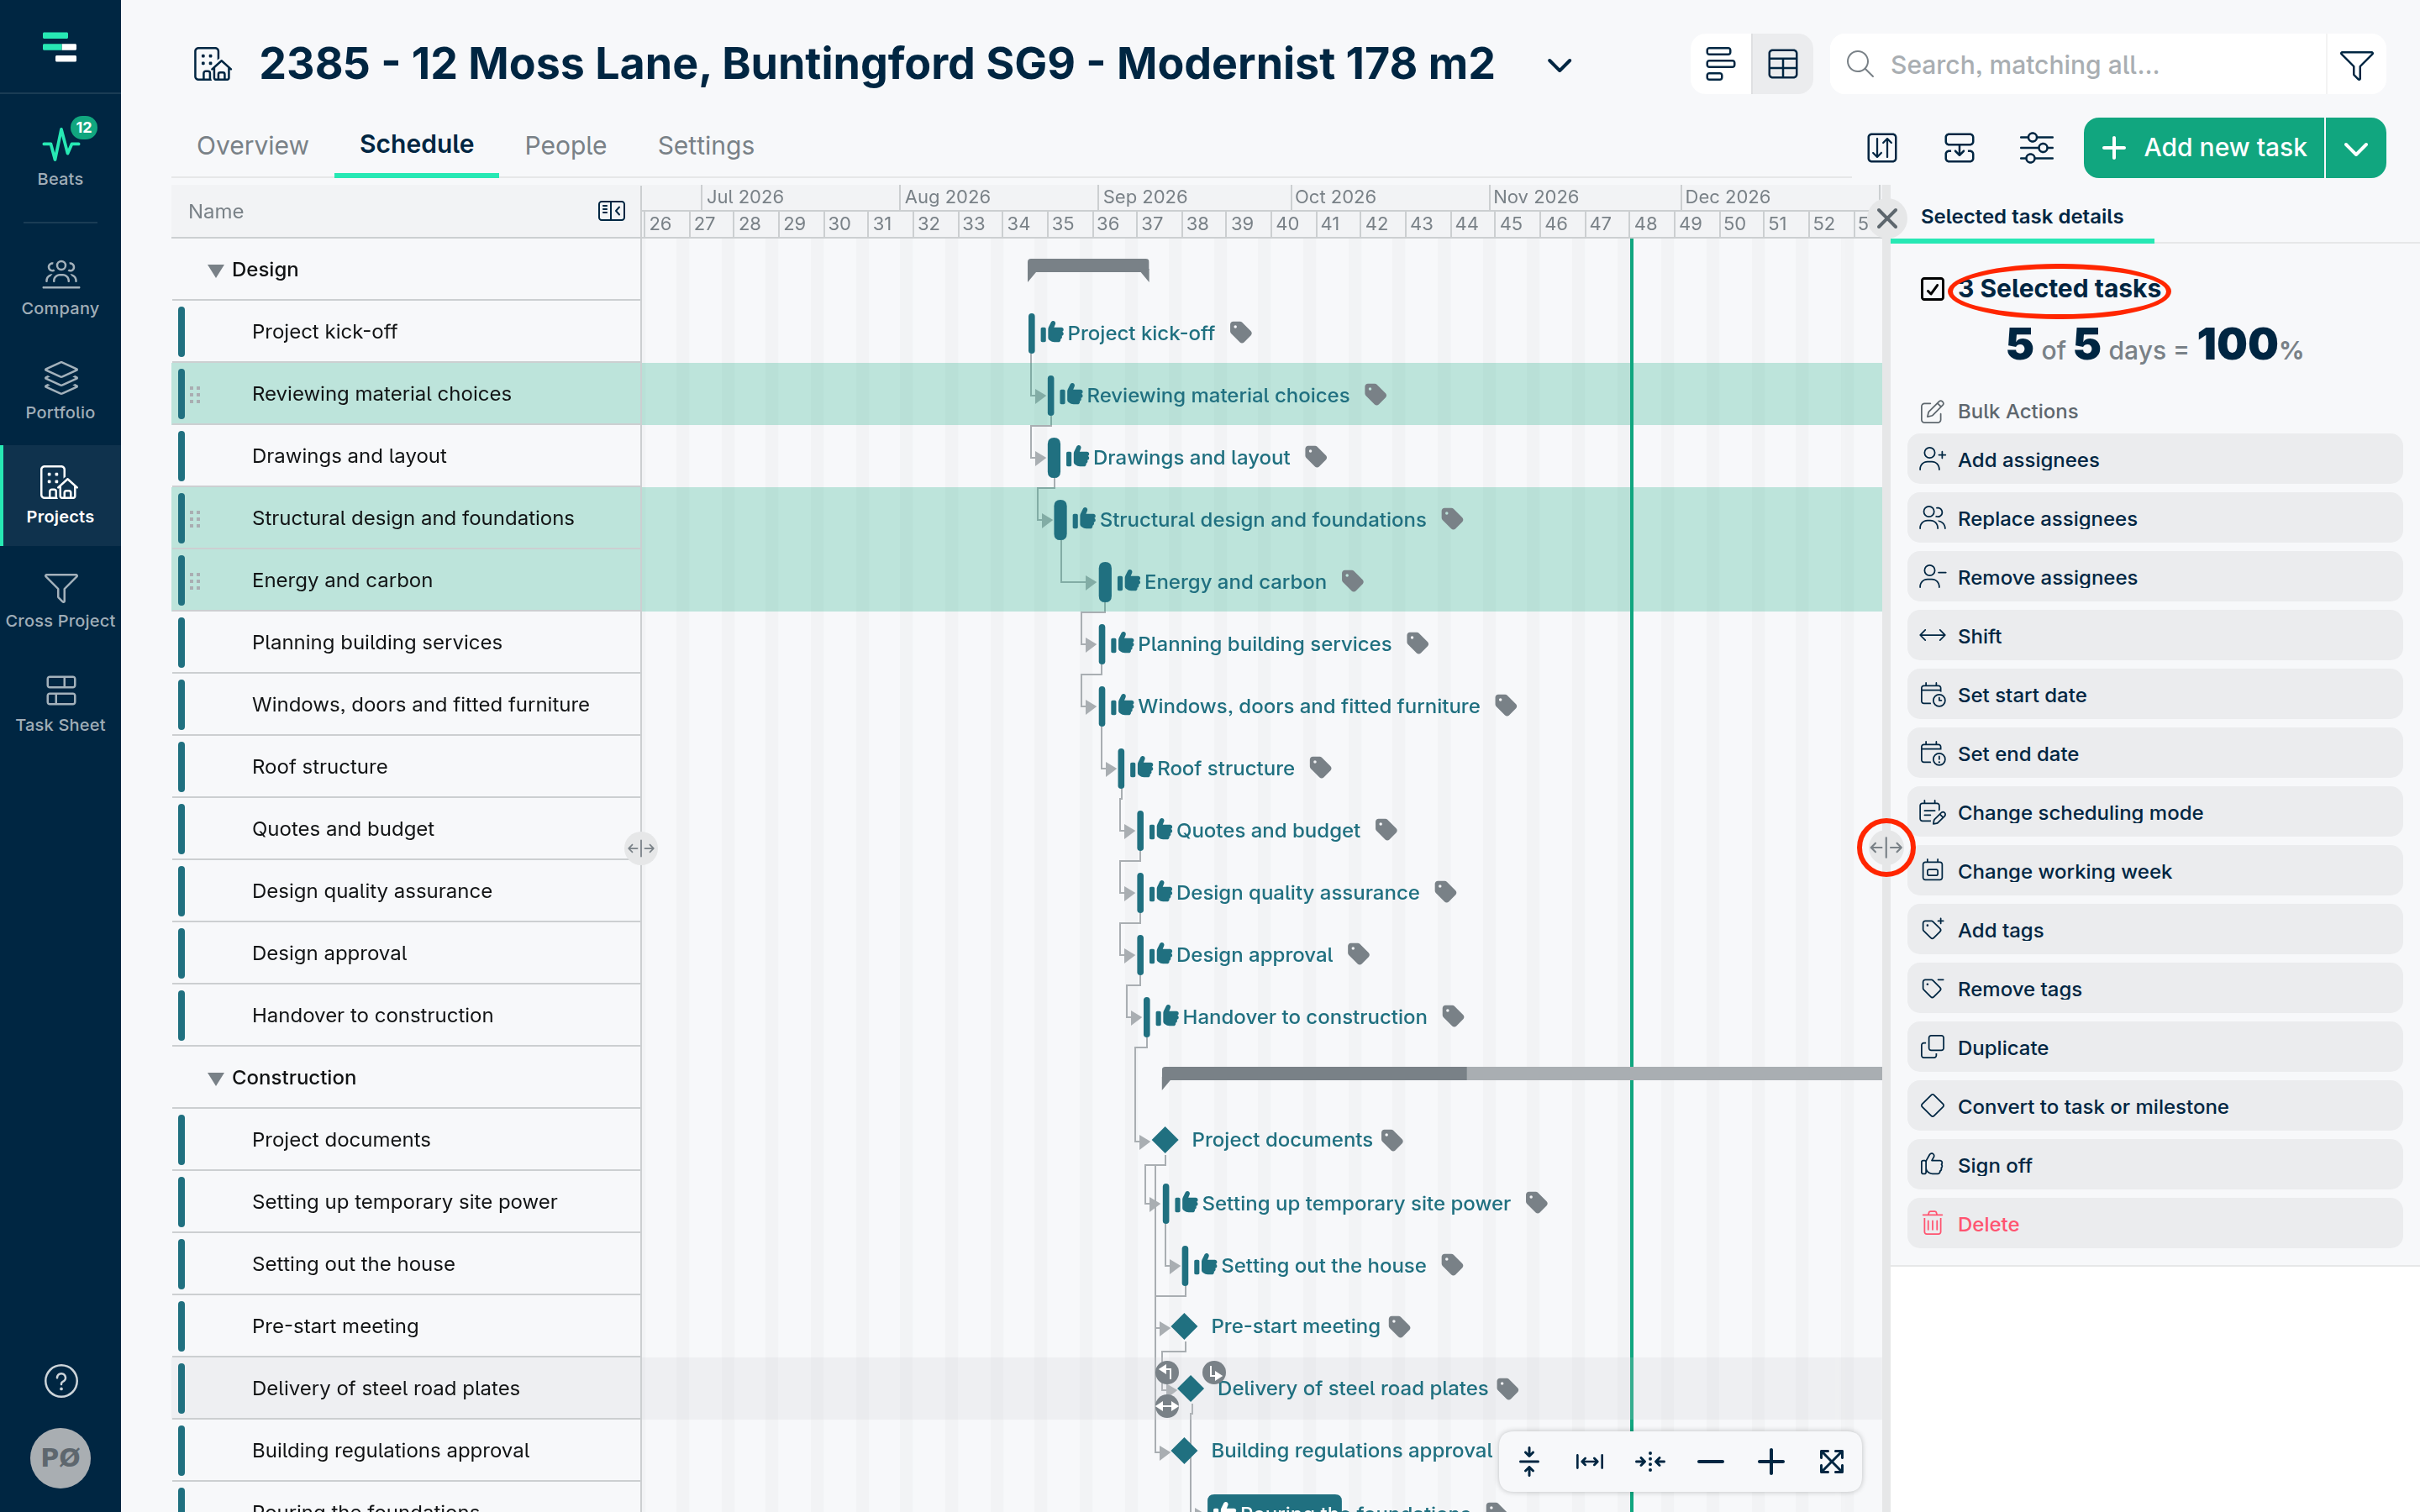 2385 - 12 Moss Lane, Buntingford SG9 - Modernist 178 m2
Search, matching all...
12
Beats
Company
Portfolio
Projects
Cross Project
Task Sheet
PØ
Overview Schedule People Settings
Add new task
Name
Jul 2026 Aug 2026 Sep 2026 Oct 2026 Nov 2026 Dec 2026
26 27 28 29 30 31 32 33 34 35 36 37 38 39 40 41 42 43 44 45 46 47 48 49 50 51 52
Design
Project kick-off Project kick-off
Reviewing material choices Reviewing material choices
Drawings and layout Drawings and layout
Structural design and foundations Structural design and foundations
Energy and carbon Energy and carbon
Planning building services Planning building services
Windows, doors and fitted furniture Windows, doors and fitted furniture
Roof structure Roof structure
Quotes and budget Quotes and budget
Design quality assurance Design quality assurance
Design approval Design approval
Handover to construction Handover to construction
Construction
Project documents Project documents
Setting up temporary site power Setting up temporary site power
Setting out the house Setting out the house
Pre-start meeting Pre-start meeting
Delivery of steel road plates Delivery of steel road plates
Building regulations approval Building regulations approval
Pouring the foundations Pouring the foundations
Selected task details
3 Selected tasks
5 of 5 days = 100%
Bulk Actions
Add assignees
Replace assignees
Remove assignees
Shift
Set start date
Set end date
Change scheduling mode
Change working week
Add tags
Remove tags
Duplicate
Convert to task or milestone
Sign off
Delete